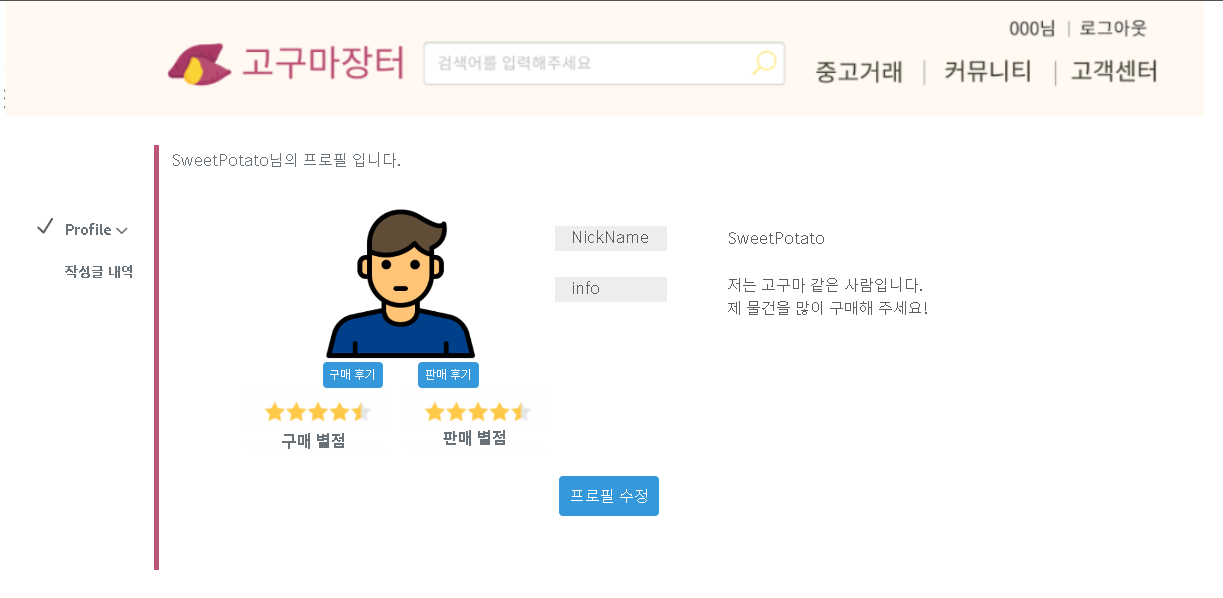 000님 | 로그아웃
고구마장터
검색어를 입력해주세요
중고거래 | 커뮤니티 | 고객센터
SweetPotato님의 프로필 입니다.
Profile
작성글 내역
NickName
SweetPotato
info
저는 고구마 같은 사람입니다.
제 물건을 많이 구매해 주세요!
구매 후기
판매 후기
구매 별점
판매 별점
프로필 수정